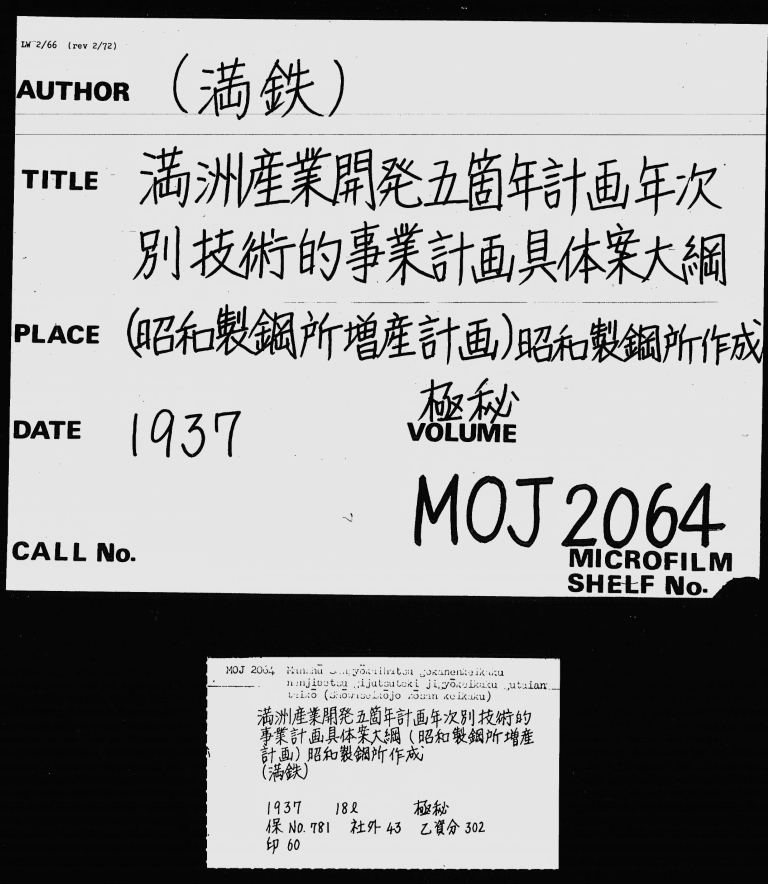 LW 2/66 (rev 2/72)
AUTHOR (満鉄)
TITLE 満洲産業開発五箇年計画年次
別技術的事業計画具体案大綱
PLACE (昭和製鋼所増産計画)昭和製鋼所作成
極秘
DATE 1937 VOLUME
MOJ 2064
CALL No. MICROFILM
SHELF No.
MOJ 2064
満洲産業開発五箇年計画年次別技術的
事業計画具体案大綱(昭和製鋼所増産
計画)昭和製鋼所作成
(満鉄)
1937 18ℓ 極秘
保 No. 781 社外 43 乙資分 302
印 60